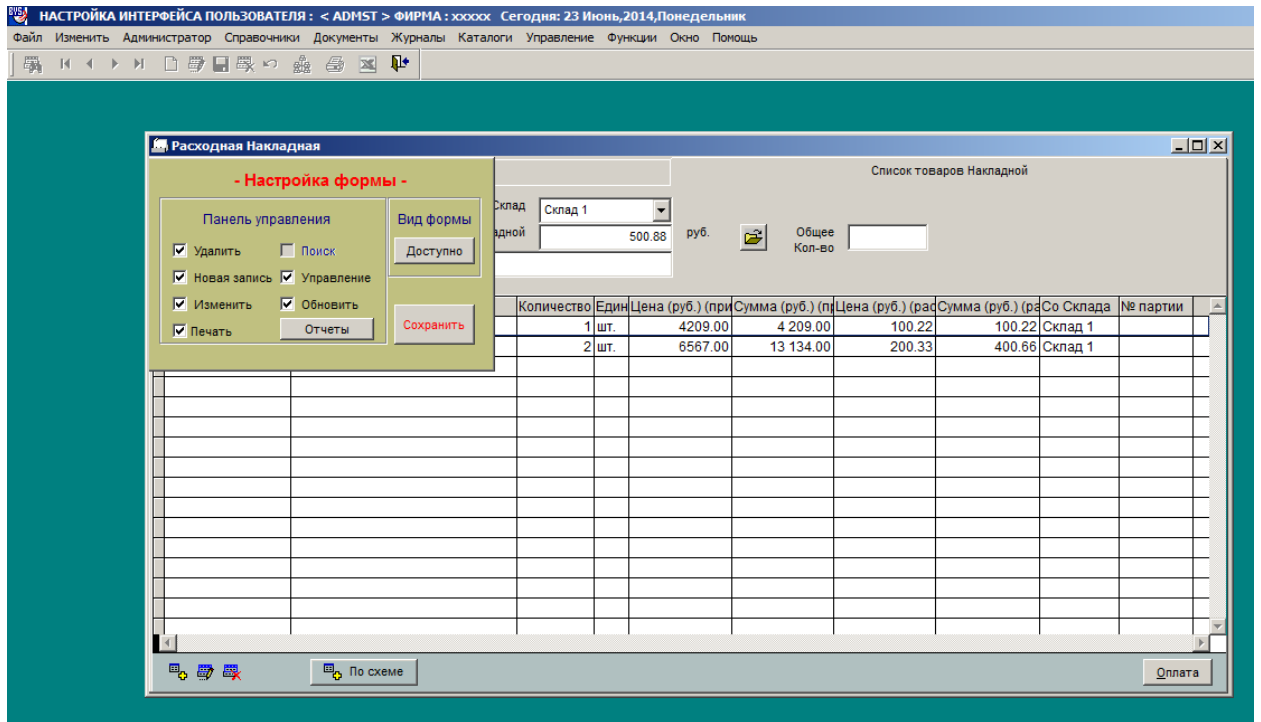 BVSA НАСТРОЙКА ИНТЕРФЕЙСА ПОЛЬЗОВАТЕЛЯ : < ADMST > ФИРМА : xxxxx Сегодня: 23 Июнь,2014,Понедельник
Файл Изменить Администратор Справочники Документы Журналы Каталоги Управление Функции Окно Помощь
Расходная Накладная
- Настройка формы -
Список товаров Накладной
Панель управления
Вид формы
Склад Склад 1
адной 500.88 руб. Общее Кол-во
Удалить Поиск Доступно
Новая запись Управление
Изменить Обновить
Печать Отчеты Сохранить
Количество Един Цена (руб.) (при Сумма (руб.) (пр Цена (руб.) (рас Сумма (руб.) (ра Со Склада № партии
1 шт. 4209.00 4 209.00 100.22 100.22 Склад 1
2 шт. 6567.00 13 134.00 200.33 400.66 Склад 1
По схеме Оплата